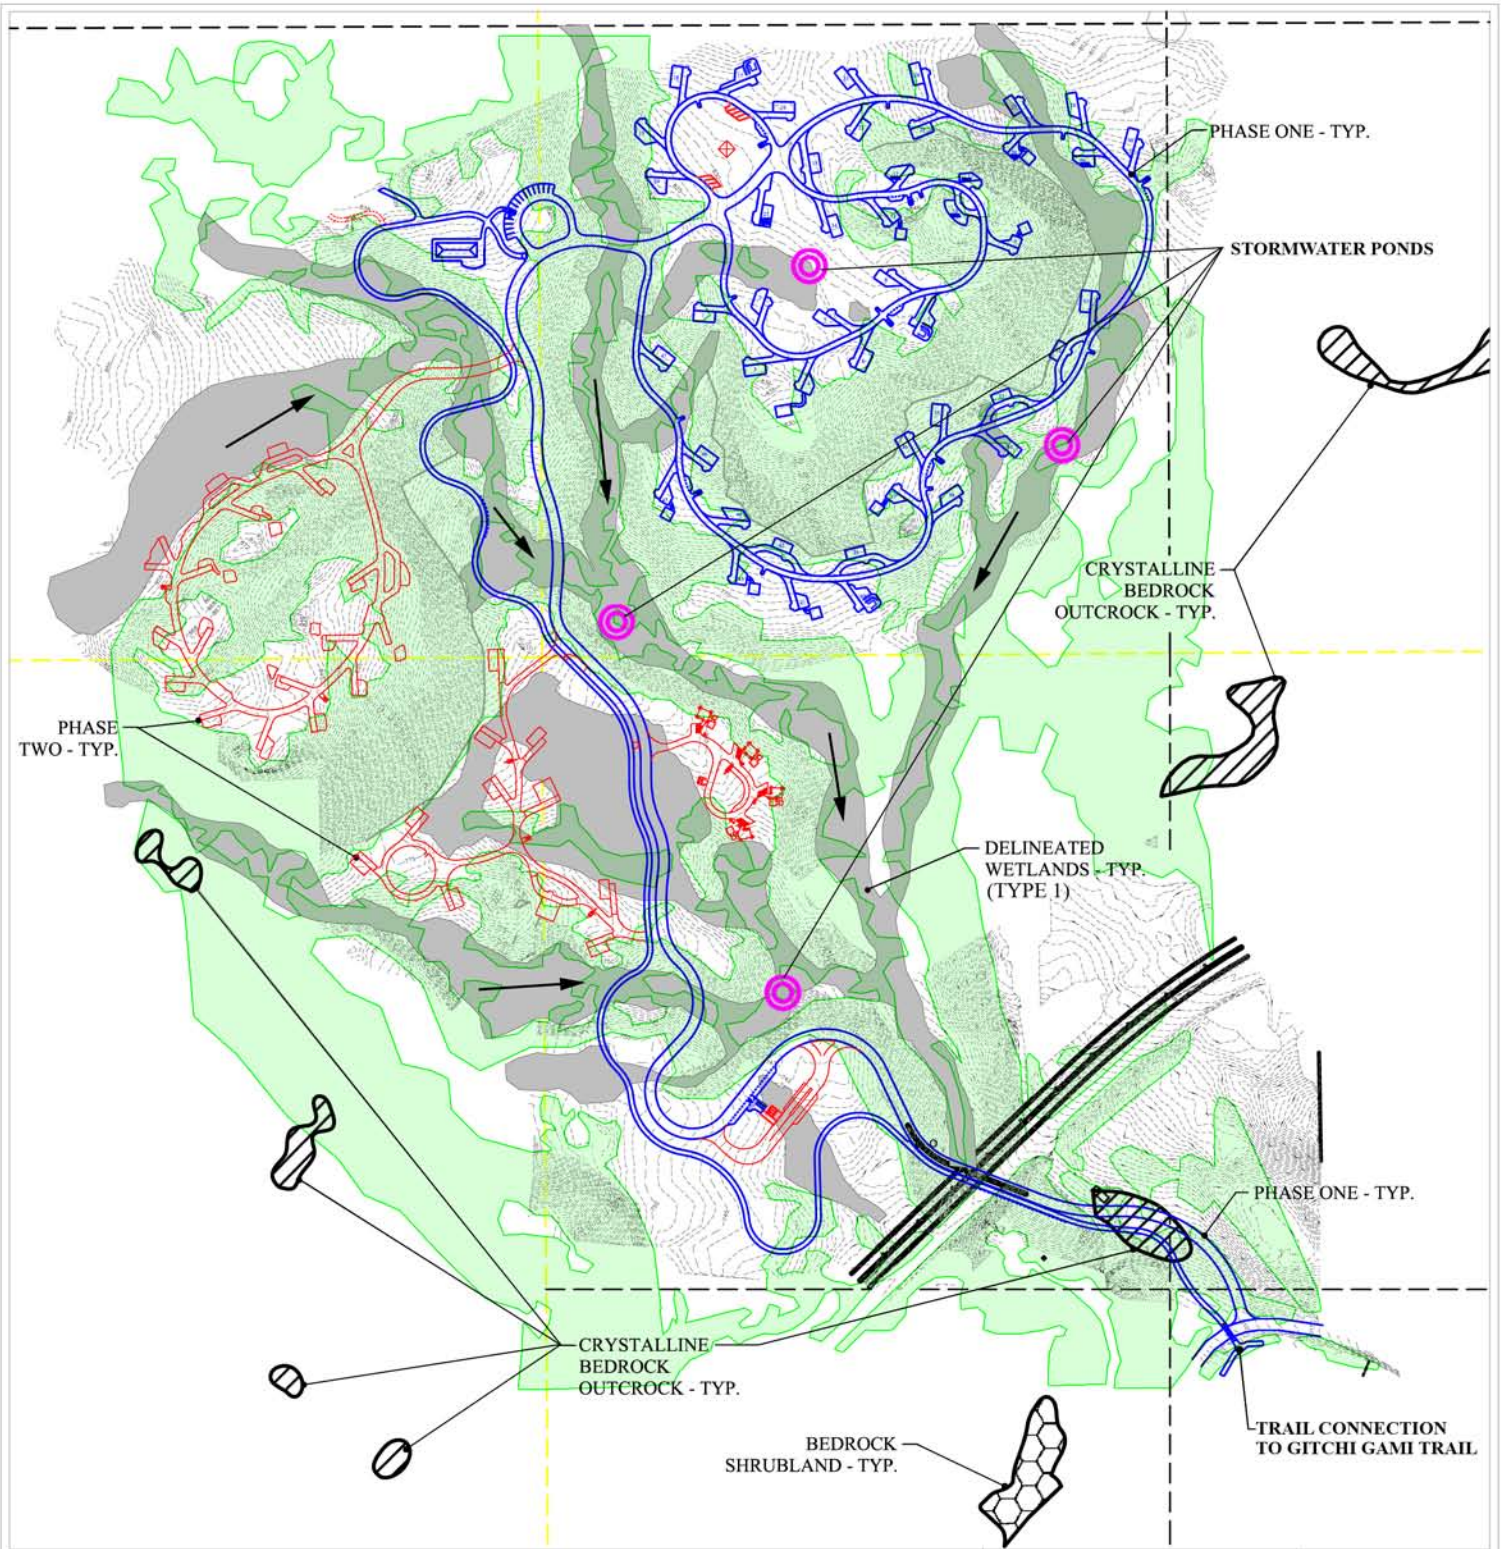 PHASE ONE - TYP.
STORMWATER PONDS
CRYSTALLINE
BEDROCK
OUTCROCK - TYP.
PHASE
TWO - TYP.
DELINEATED
WETLANDS - TYP.
(TYPE 1)
PHASE ONE - TYP.
CRYSTALLINE
BEDROCK
OUTCROCK - TYP.
TRAIL CONNECTION
TO GITCHI GAMI TRAIL
BEDROCK
SHRUBLAND - TYP.